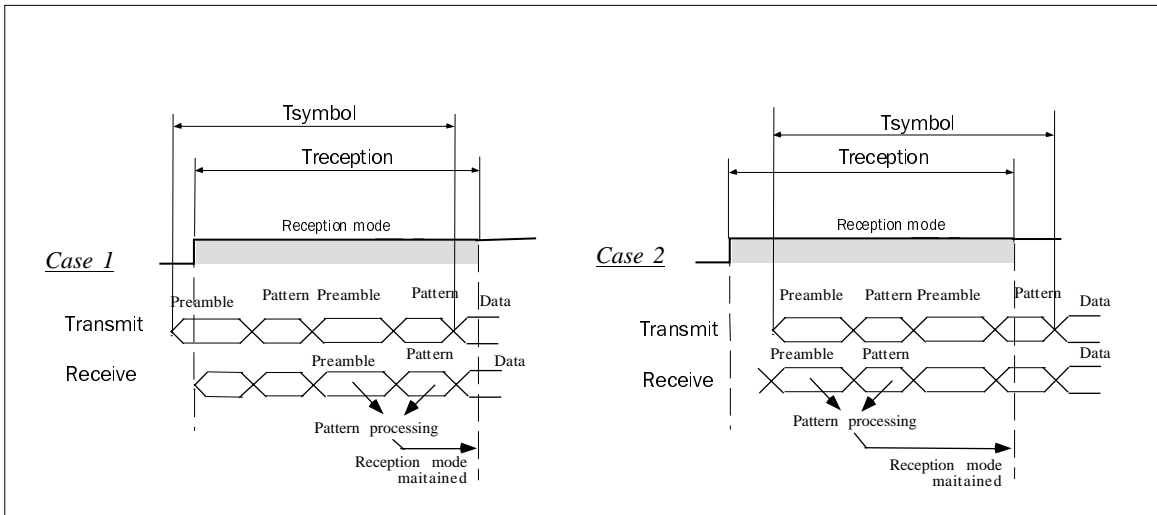 Tsymbol
Treception
Reception mode
Case 1
Preamble Pattern Preamble Pattern Data
Transmit
Preamble Pattern Data
Receive
Pattern processing
Reception mode
maitained
Tsymbol
Treception
Reception mode
Case 2
Preamble Pattern Preamble Pattern Data
Transmit
Preamble Pattern Data
Receive
Pattern processing
Reception mode
maitained